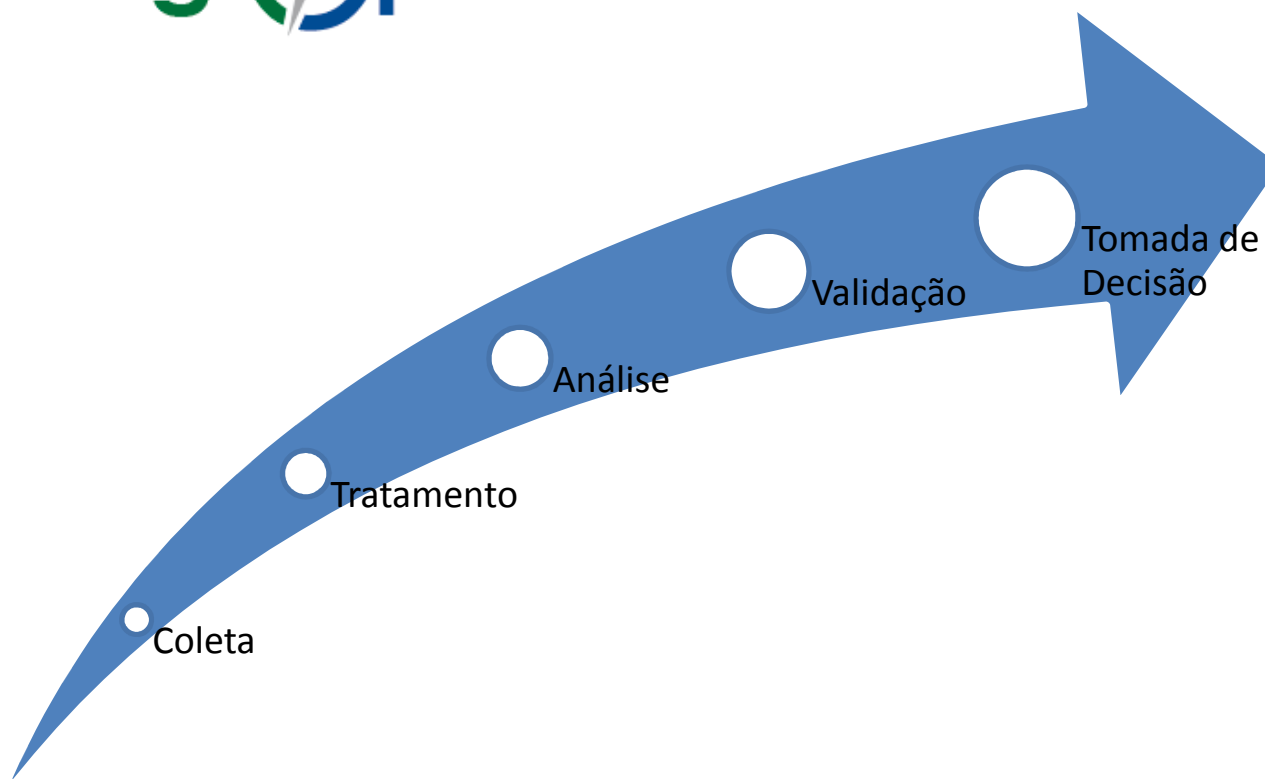 Tomada de
Decisão
Validação
Análise
Tratamento
Coleta